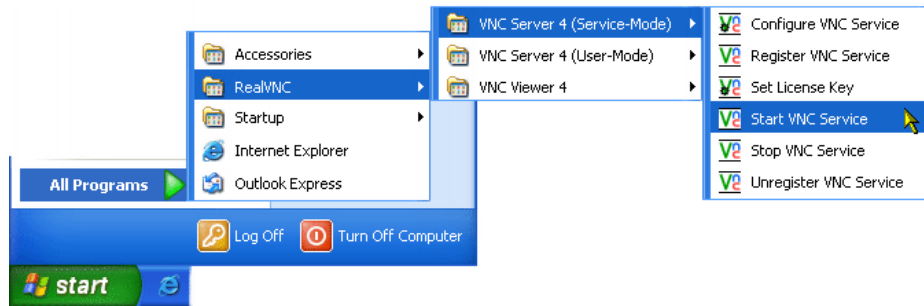 VNC Server 4 (Service-Mode)
VNC Server 4 (User-Mode)
VNC Viewer 4
Configure VNC Service
Register VNC Service
Set License Key
Start VNC Service
Stop VNC Service
Unregister VNC Service
Accessories
RealVNC
Startup
Internet Explorer
Outlook Express
All Programs
Log Off
Turn Off Computer
start